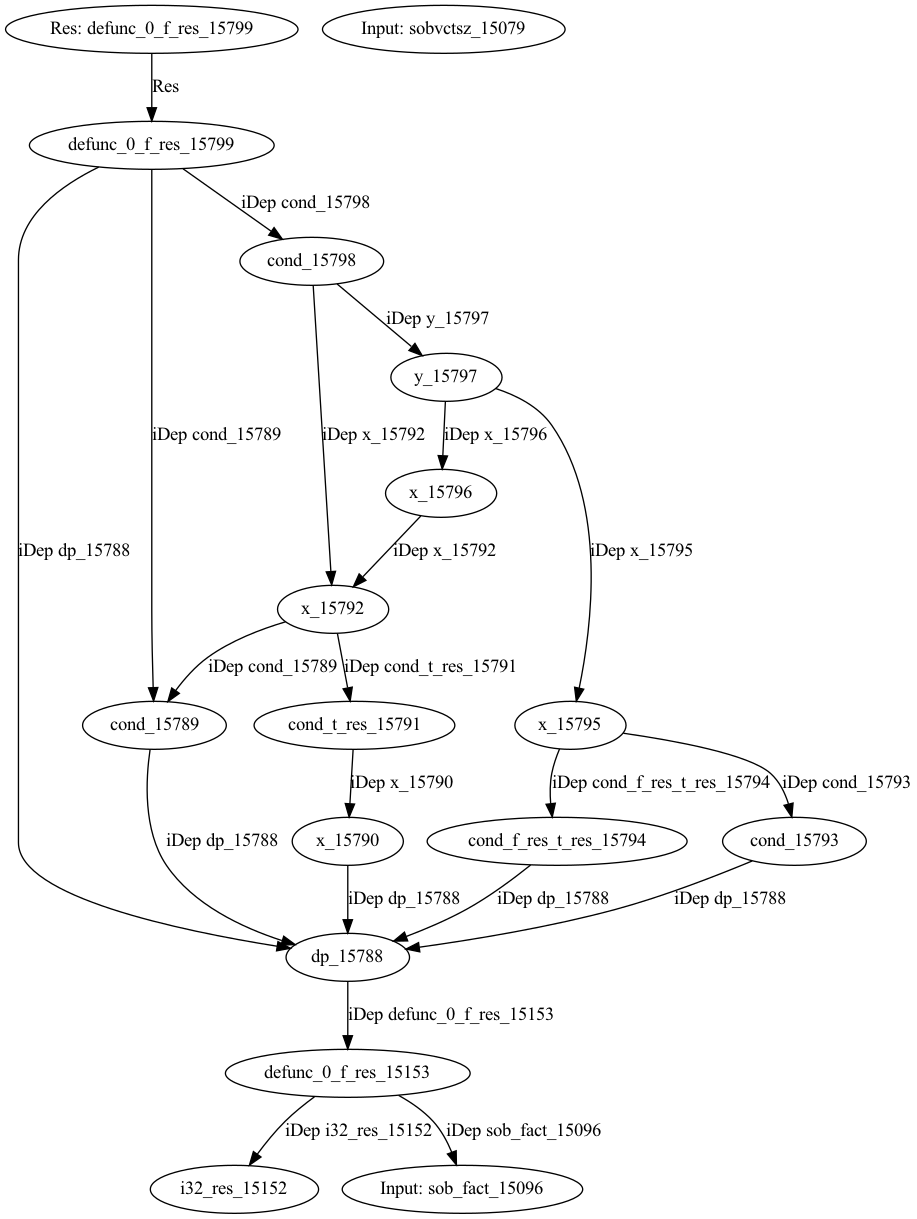 Res: defunc_0_f_res_15799
Input: sobvctsz_15079
Res
defunc_0_f_res_15799
iDep cond_15798
cond_15798
iDep y_15797
y_15797
iDep cond_15789
iDep x_15792
iDep x_15796
x_15796
iDep dp_15788
iDep x_15792
iDep x_15795
x_15792
iDep cond_15789
iDep cond_t_res_15791
cond_15789
cond_t_res_15791
x_15795
iDep x_15790
iDep cond_f_res_t_res_15794
iDep cond_15793
iDep dp_15788
x_15790
cond_f_res_t_res_15794
cond_15793
iDep dp_15788
iDep dp_15788
iDep dp_15788
dp_15788
iDep defunc_0_f_res_15153
defunc_0_f_res_15153
iDep i32_res_15152
iDep sob_fact_15096
i32_res_15152
Input: sob_fact_15096